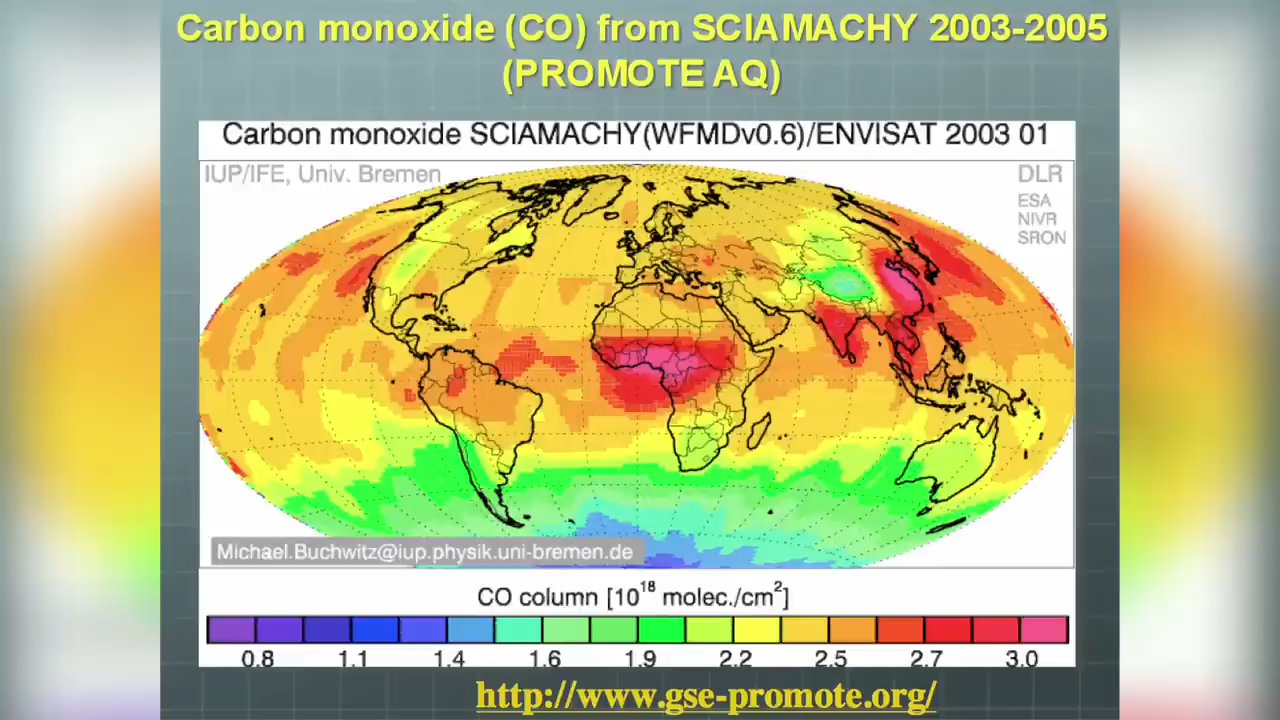 Carbon monoxide (CO) from SCIAMACHY 2003-2005
(PROMOTE AQ)
Carbon monoxide SCIAMACHY(WFMDv0.6)/ENVISAT 2003 01
IUP/IFE, Univ. Bremen
DLR
ESA
NIVR
SRON
Michael.Buchwitz@iup.physik.uni-bremen.de
CO column [10¹⁸ molec./cm²]
0.8 1.1 1.4 1.6 1.9 2.2 2.5 2.7 3.0
http://www.gse-promote.org/